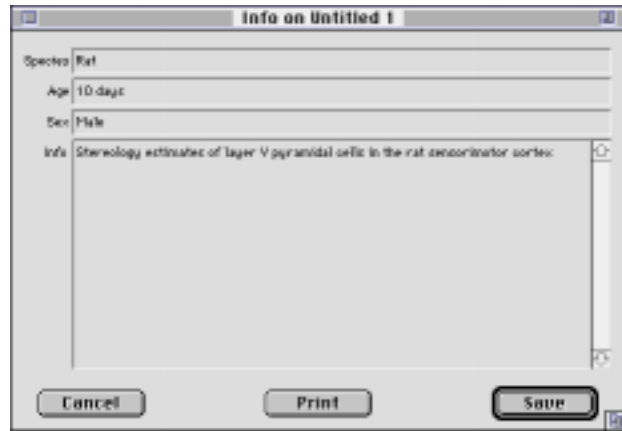 Info on Untitled 1
Species Rat
Age 10 days
Sex Male
Info Stereology estimates of layer V pyramidal cells in the rat sensorimotor cortex
Cancel Print Save